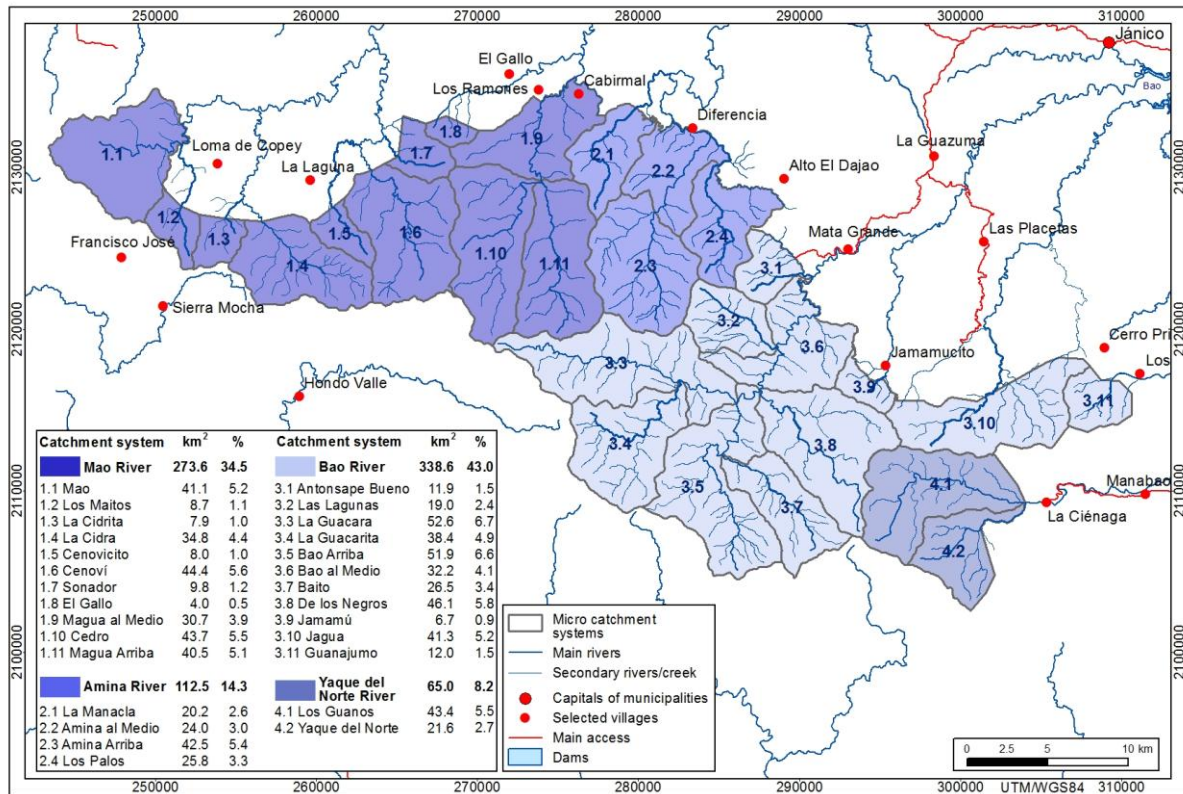 250000 260000 270000 280000 290000 300000 310000
Jánico
El Gallo
Los Ramones
Cabirmal
Bao
Diferencia
2130000
2130000
1.1
Loma de Copey
La Laguna
1.7
1.8
1.9
2.1
2.2
La Guazuma
Alto El Dajao
1.2
1.3
1.5
1.6
Francisco José
1.4
1.10
1.11
2.3
2.4
3.1
Mata Grande
Las Placetas
Sierra Mocha
2120000
2120000
3.2
3.6
3.3
Jamamucito
Cerro Pri
Los
Hondo Valle
3.9
3.10
3.11
3.4
3.8
3.5
3.7
4.1
4.2
Manabao
La Ciénaga
2110000
2110000
2100000
2100000
Catchment system km² %
Mao River 273.6 34.5
1.1 Mao 41.1 5.2
1.2 Los Maitos 8.7 1.1
1.3 La Cidrita 7.9 1.0
1.4 La Cidra 34.8 4.4
1.5 Cenovicito 8.0 1.0
1.6 Cenoví 44.4 5.6
1.7 Sonador 9.8 1.2
1.8 El Gallo 4.0 0.5
1.9 Magua al Medio 30.7 3.9
1.10 Cedro 43.7 5.5
1.11 Magua Arriba 40.5 5.1
Amina River 112.5 14.3
2.1 La Manacla 20.2 2.6
2.2 Amina al Medio 24.0 3.0
2.3 Amina Arriba 42.5 5.4
2.4 Los Palos 25.8 3.3
Catchment system km² %
Bao River 338.6 43.0
3.1 Antonsape Bueno 11.9 1.5
3.2 Las Lagunas 19.0 2.4
3.3 La Guacara 52.6 6.7
3.4 La Guacarita 38.4 4.9
3.5 Bao Arriba 51.9 6.6
3.6 Bao al Medio 32.2 4.1
3.7 Baito 26.5 3.4
3.8 De los Negros 46.1 5.8
3.9 Jamamú 6.7 0.9
3.10 Jagua 41.3 5.2
3.11 Guanajumo 12.0 1.5
Yaque del
Norte River 65.0 8.2
4.1 Los Guanos 43.4 5.5
4.2 Yaque del Norte 21.6 2.7
Micro catchment
systems
Main rivers
Secondary rivers/creek
Capitals of municipalities
Selected villages
Main access
Dams
0 2.5 5 10 km
UTM/WGS84
250000 260000 270000 280000 290000 300000 310000